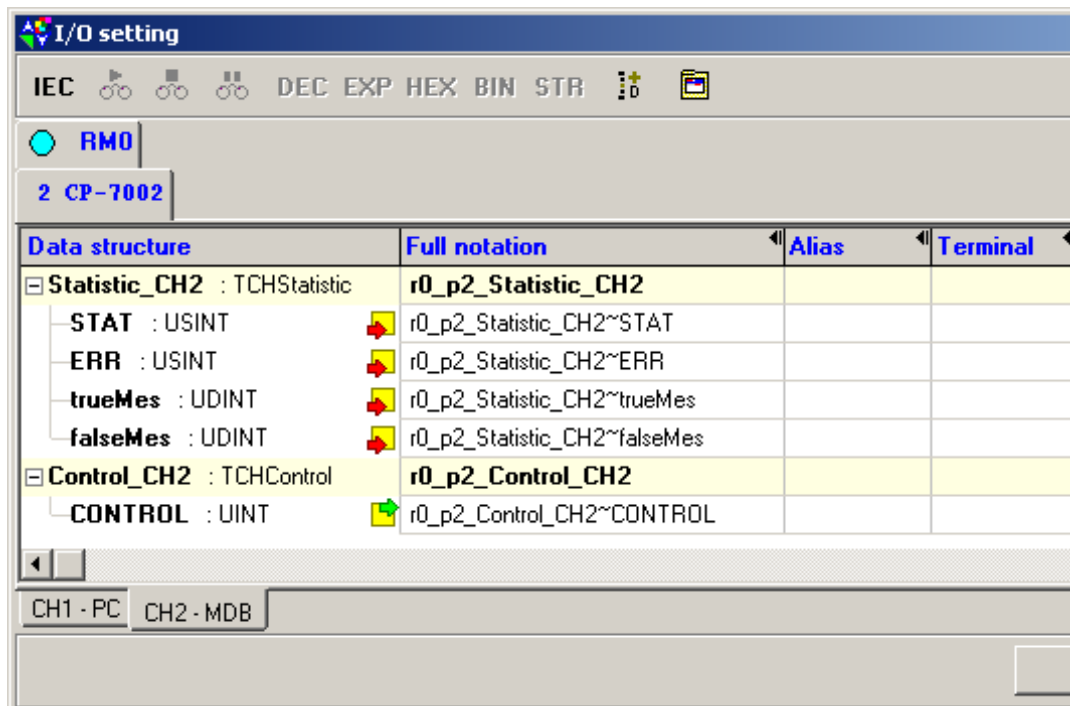 I/O setting
IEC DEC EXP HEX BIN STR D
RM0
2 CP-7002
Data structure Full notation Alias Terminal
Statistic_CH2 : TCHStatistic r0_p2_Statistic_CH2
STAT : USINT r0_p2_Statistic_CH2~STAT
ERR : USINT r0_p2_Statistic_CH2~ERR
trueMes : UDINT r0_p2_Statistic_CH2~trueMes
falseMes : UDINT r0_p2_Statistic_CH2~falseMes
Control_CH2 : TCHControl r0_p2_Control_CH2
CONTROL : UINT r0_p2_Control_CH2~CONTROL
CH1 - PC CH2 - MDB